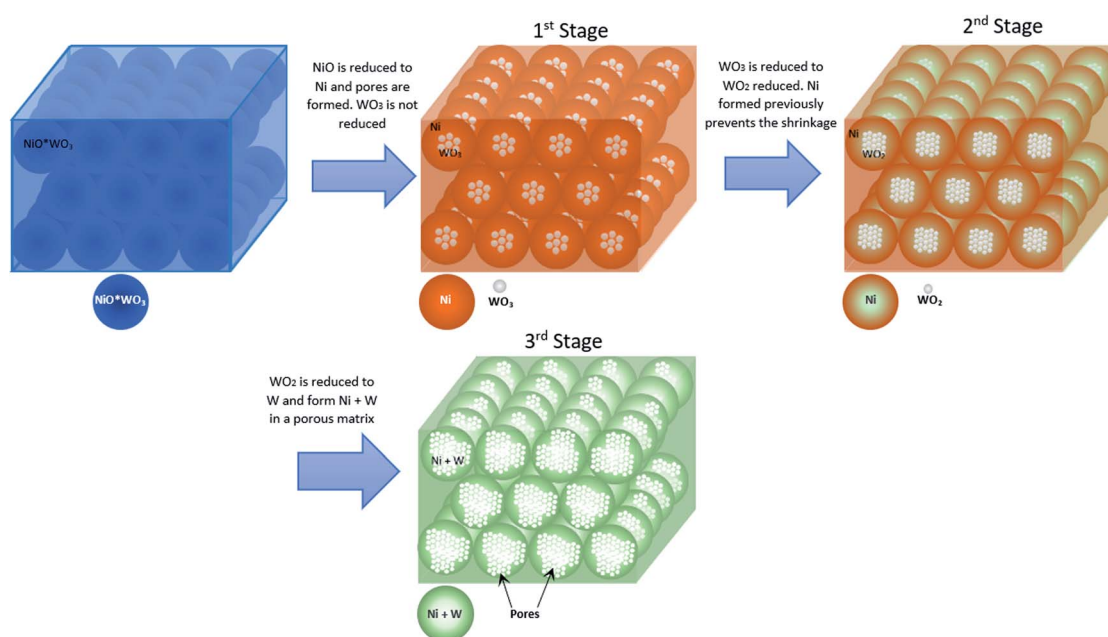 1st Stage
2nd Stage
NiO is reduced to
Ni and pores are
formed. WO3 is not
reduced
WO3 is reduced to
WO2 reduced. Ni
formed previously
prevents the shrinkage
NiO*WO3
Ni
WO3
Ni
WO2
NiO*WO3
Ni
WO3
Ni
WO2
3rd Stage
WO2 is reduced to
W and form Ni + W
in a porous matrix
Ni + W
Ni + W
Pores